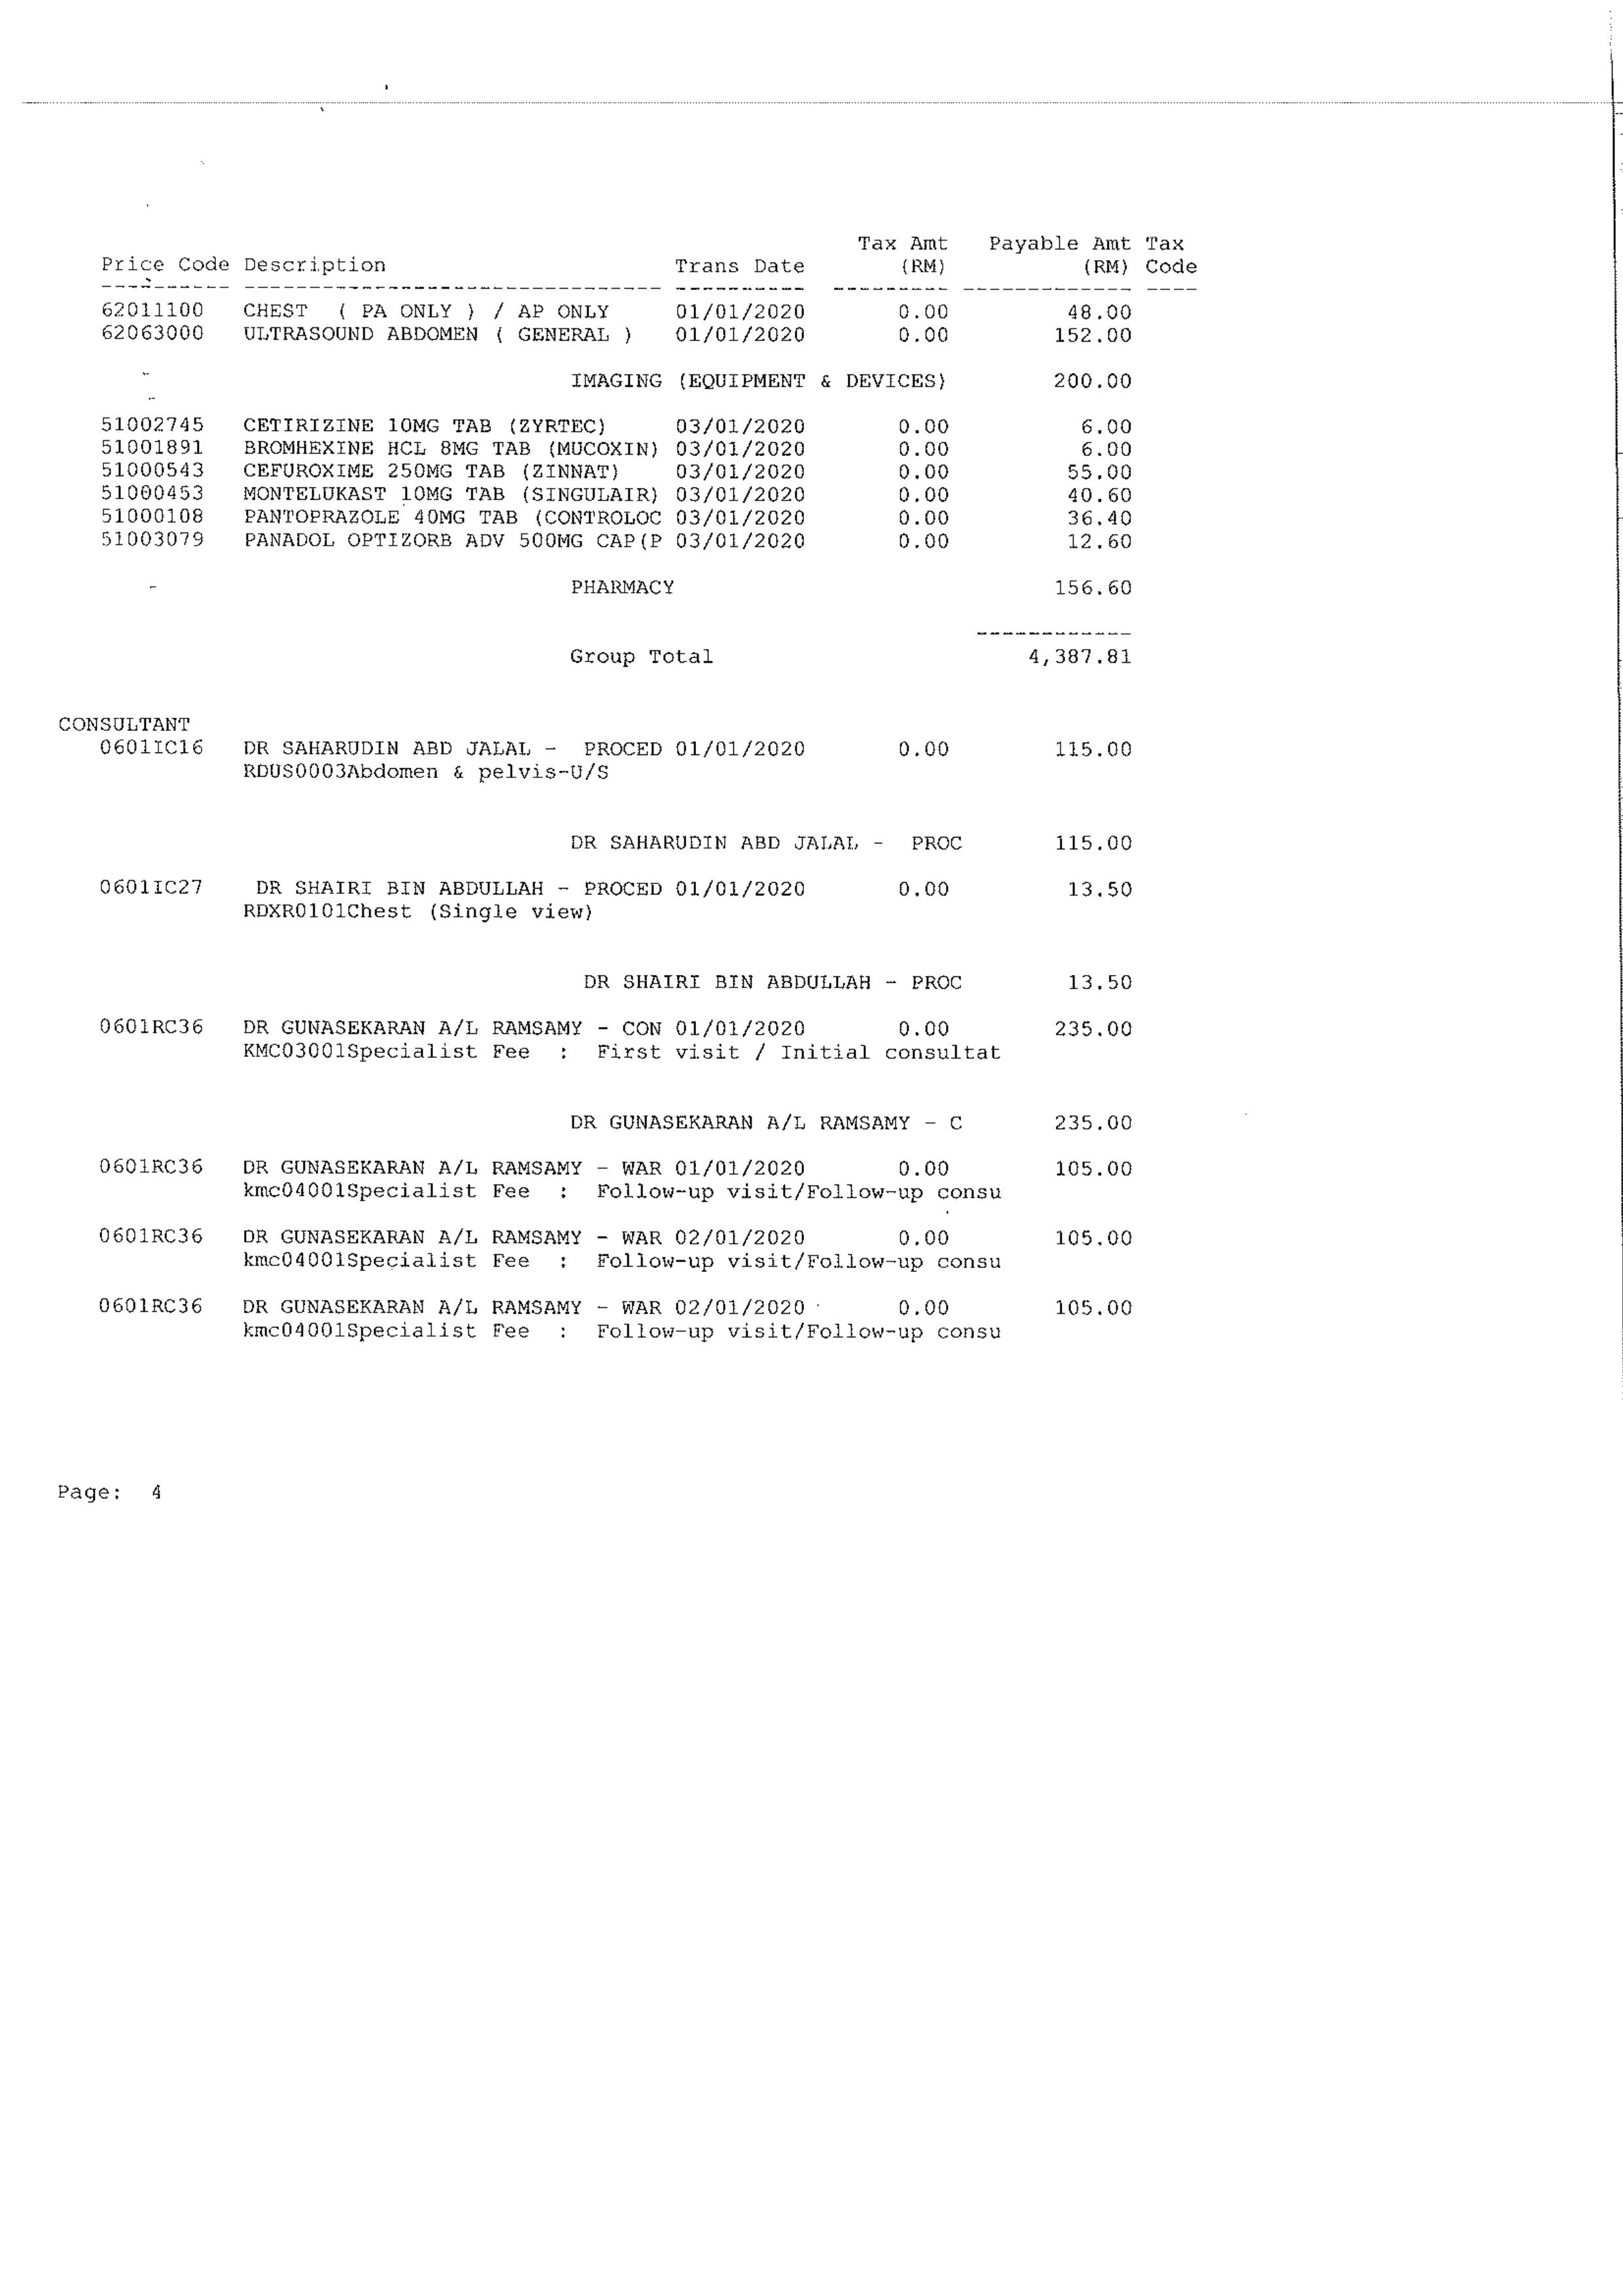 Tax Amt Payable Amt Tax
Price Code Description Trans Date (RM) (RM) Code
62011100 CHEST ( PA ONLY ) / AP ONLY 01/01/2020 0.00 48.00
62063000 ULTRASOUND ABDOMEN ( GENERAL ) 01/01/2020 0.00 152.00
IMAGING (EQUIPMENT & DEVICES) 200.00
51002745 CETIRIZINE 10MG TAB (ZYRTEC) 03/01/2020 0.00 6.00
51001891 BROMHEXINE HCL 8MG TAB (MUCOXIN) 03/01/2020 0.00 6.00
51000543 CEFUROXIME 250MG TAB (ZINNAT) 03/01/2020 0.00 55.00
51000453 MONTELUKAST 10MG TAB (SINGULAIR) 03/01/2020 0.00 40.60
51000108 PANTOPRAZOLE 40MG TAB (CONTROLOC 03/01/2020 0.00 36.40
51003079 PANADOL OPTIZORB ADV 500MG CAP(P 03/01/2020 0.00 12.60
PHARMACY 156.60
Group Total 4,387.81
CONSULTANT
0601IC16 DR SAHARUDIN ABD JALAL - PROCED 01/01/2020 0.00 115.00
RDUS0003Abdomen & pelvis-U/S
DR SAHARUDIN ABD JALAL - PROC 115.00
0601IC27 DR SHAIRI BIN ABDULLAH - PROCED 01/01/2020 0.00 13.50
RDXR0101Chest (Single view)
DR SHAIRI BIN ABDULLAH - PROC 13.50
0601RC36 DR GUNASEKARAN A/L RAMSAMY - CON 01/01/2020 0.00 235.00
KMC03001Specialist Fee : First visit / Initial consultat
DR GUNASEKARAN A/L RAMSAMY - C 235.00
0601RC36 DR GUNASEKARAN A/L RAMSAMY - WAR 01/01/2020 0.00 105.00
kmc04001Specialist Fee : Follow-up visit/Follow-up consu
0601RC36 DR GUNASEKARAN A/L RAMSAMY - WAR 02/01/2020 0.00 105.00
kmc04001Specialist Fee : Follow-up visit/Follow-up consu
0601RC36 DR GUNASEKARAN A/L RAMSAMY - WAR 02/01/2020 0.00 105.00
kmc04001Specialist Fee : Follow-up visit/Follow-up consu
Page: 4